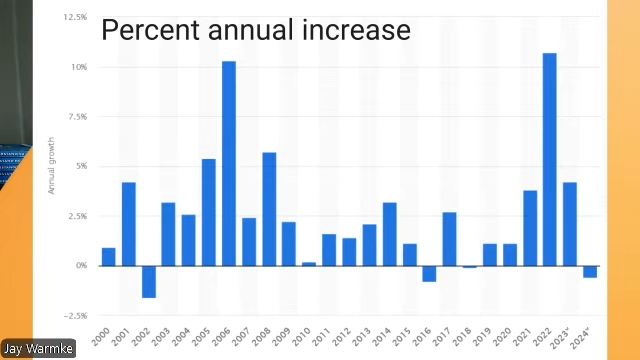 Percent annual increase
12.5%
10%
7.5%
5%
2.5%
0%
−2.5%
Annual growth
2000 2001 2002 2003 2004 2005 2006 2007 2008 2009 2010 2011 2012 2013 2014 2015 2016 2017 2018 2019 2020 2021 2022 2023* 2024*
Jay Warmke